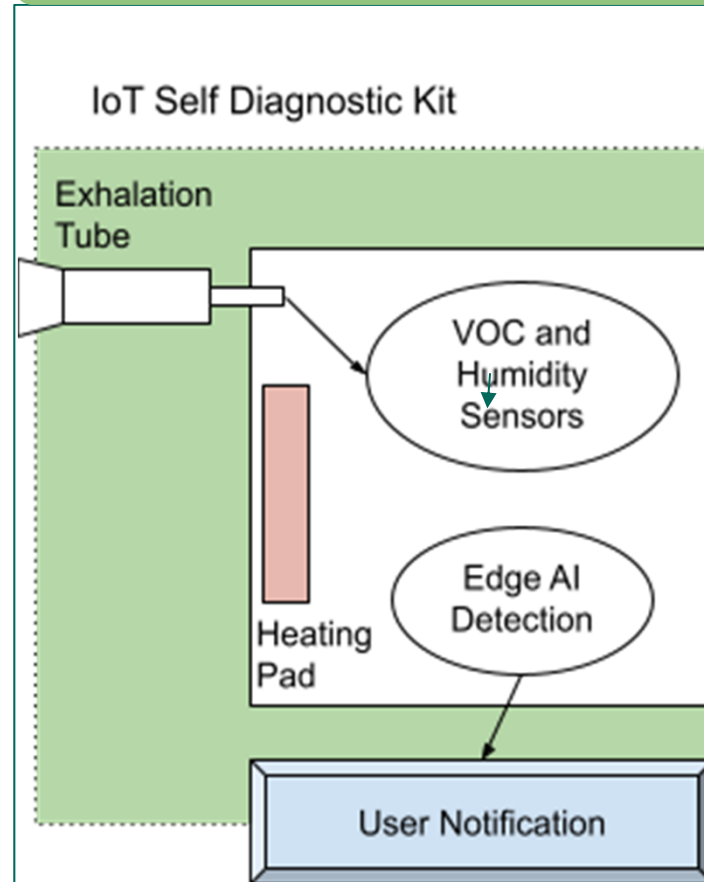 IoT Self Diagnostic Kit
Exhalation
Tube
VOC and
Humidity
Sensors
Edge AI
Detection
Heating
Pad
User Notification